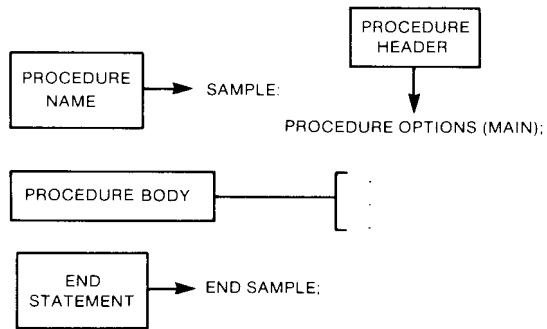 PROCEDURE
HEADER
PROCEDURE
NAME
SAMPLE:
PROCEDURE OPTIONS (MAIN);
PROCEDURE BODY
.
.
.
END
STATEMENT
END SAMPLE;